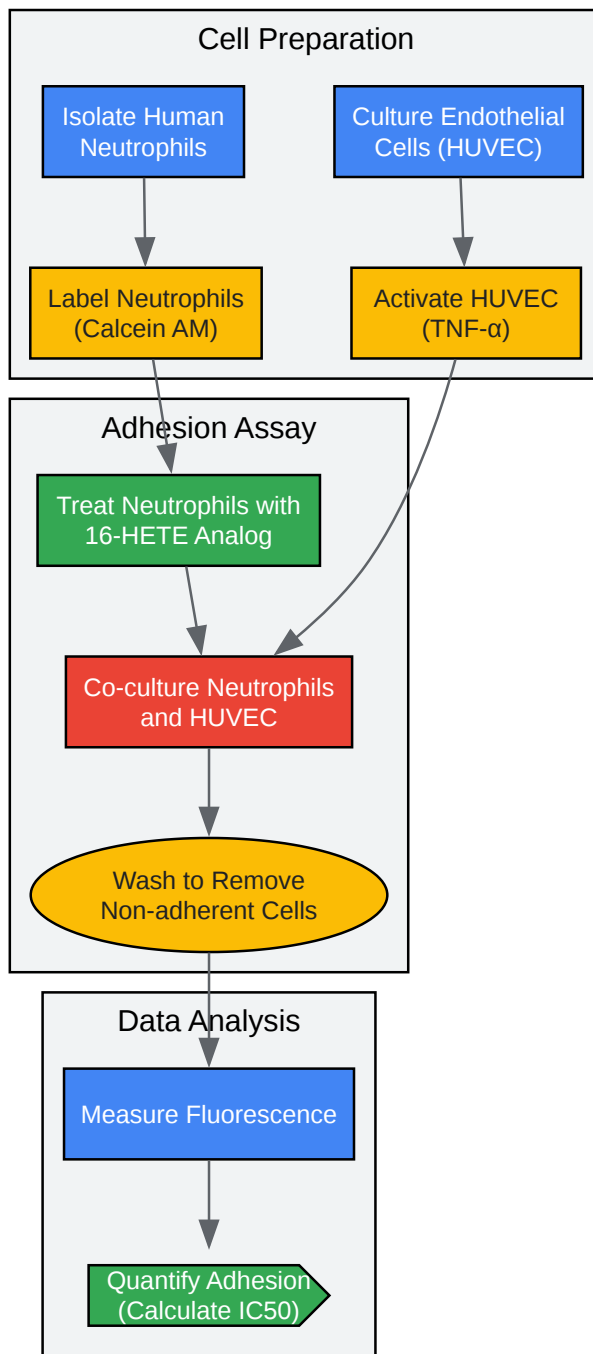 Cell Preparation
Isolate Human
Neutrophils
Culture Endothelial
Cells (HUVEC)
Label Neutrophils
(Calcein AM)
Activate HUVEC
(TNF-α)
Adhesion Assay
Treat Neutrophils with
16-HETE Analog
Co-culture Neutrophils
and HUVEC
Wash to Remove
Non-adherent Cells
Data Analysis
Measure Fluorescence
Quantify Adhesion
(Calculate IC50)